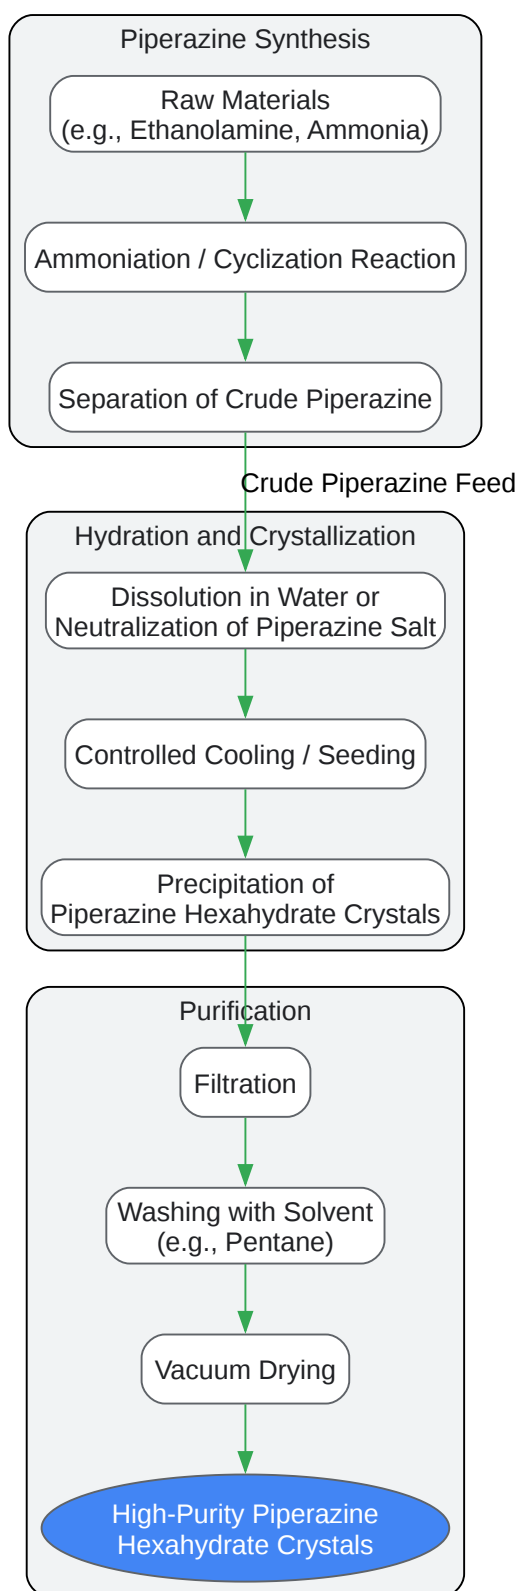 Piperazine Synthesis
Raw Materials
(e.g., Ethanolamine, Ammonia)
Ammoniation / Cyclization Reaction
Separation of Crude Piperazine
Crude Piperazine Feed
Hydration and Crystallization
Dissolution in Water or
Neutralization of Piperazine Salt
Controlled Cooling / Seeding
Precipitation of
Piperazine Hexahydrate Crystals
Purification
Filtration
Washing with Solvent
(e.g., Pentane)
Vacuum Drying
High-Purity Piperazine
Hexahydrate Crystals